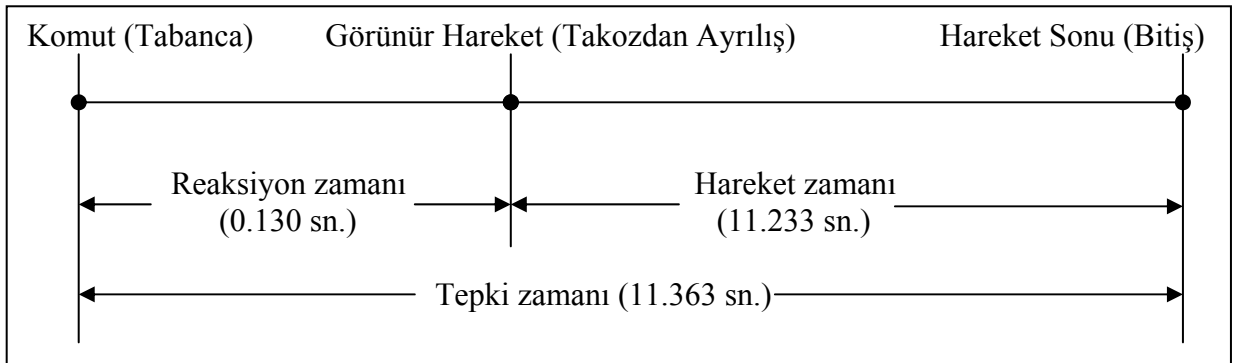 Komut (Tabanca) Görünür Hareket (Takozdan Ayrılış) Hareket Sonu (Bitiş)
Reaksiyon zamanı Hareket zamanı
(0.130 sn.) (11.233 sn.)
Tepki zamanı (11.363 sn.)